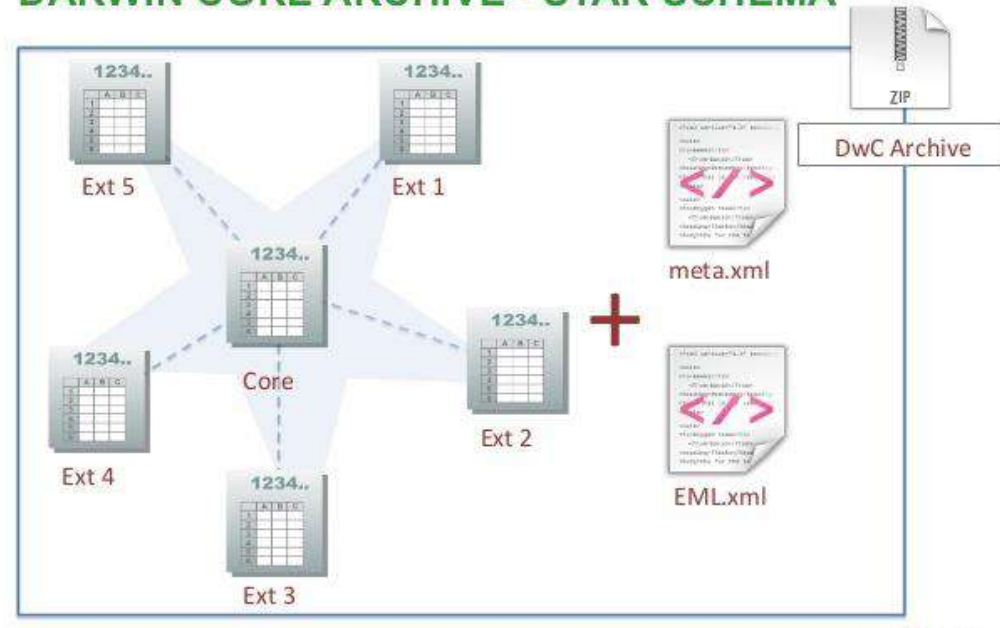 DARWIN CORE ARCHIVE - STAR SCHEMA
ZIP
DwC Archive
1234..
A B C
Ext 5
1234..
A B C
Ext 1
1234..
A B C
Core
1234..
A B C
Ext 2
1234..
A B C
Ext 4
1234..
A B C
Ext 3
</>
meta.xml
</>
EML.xml